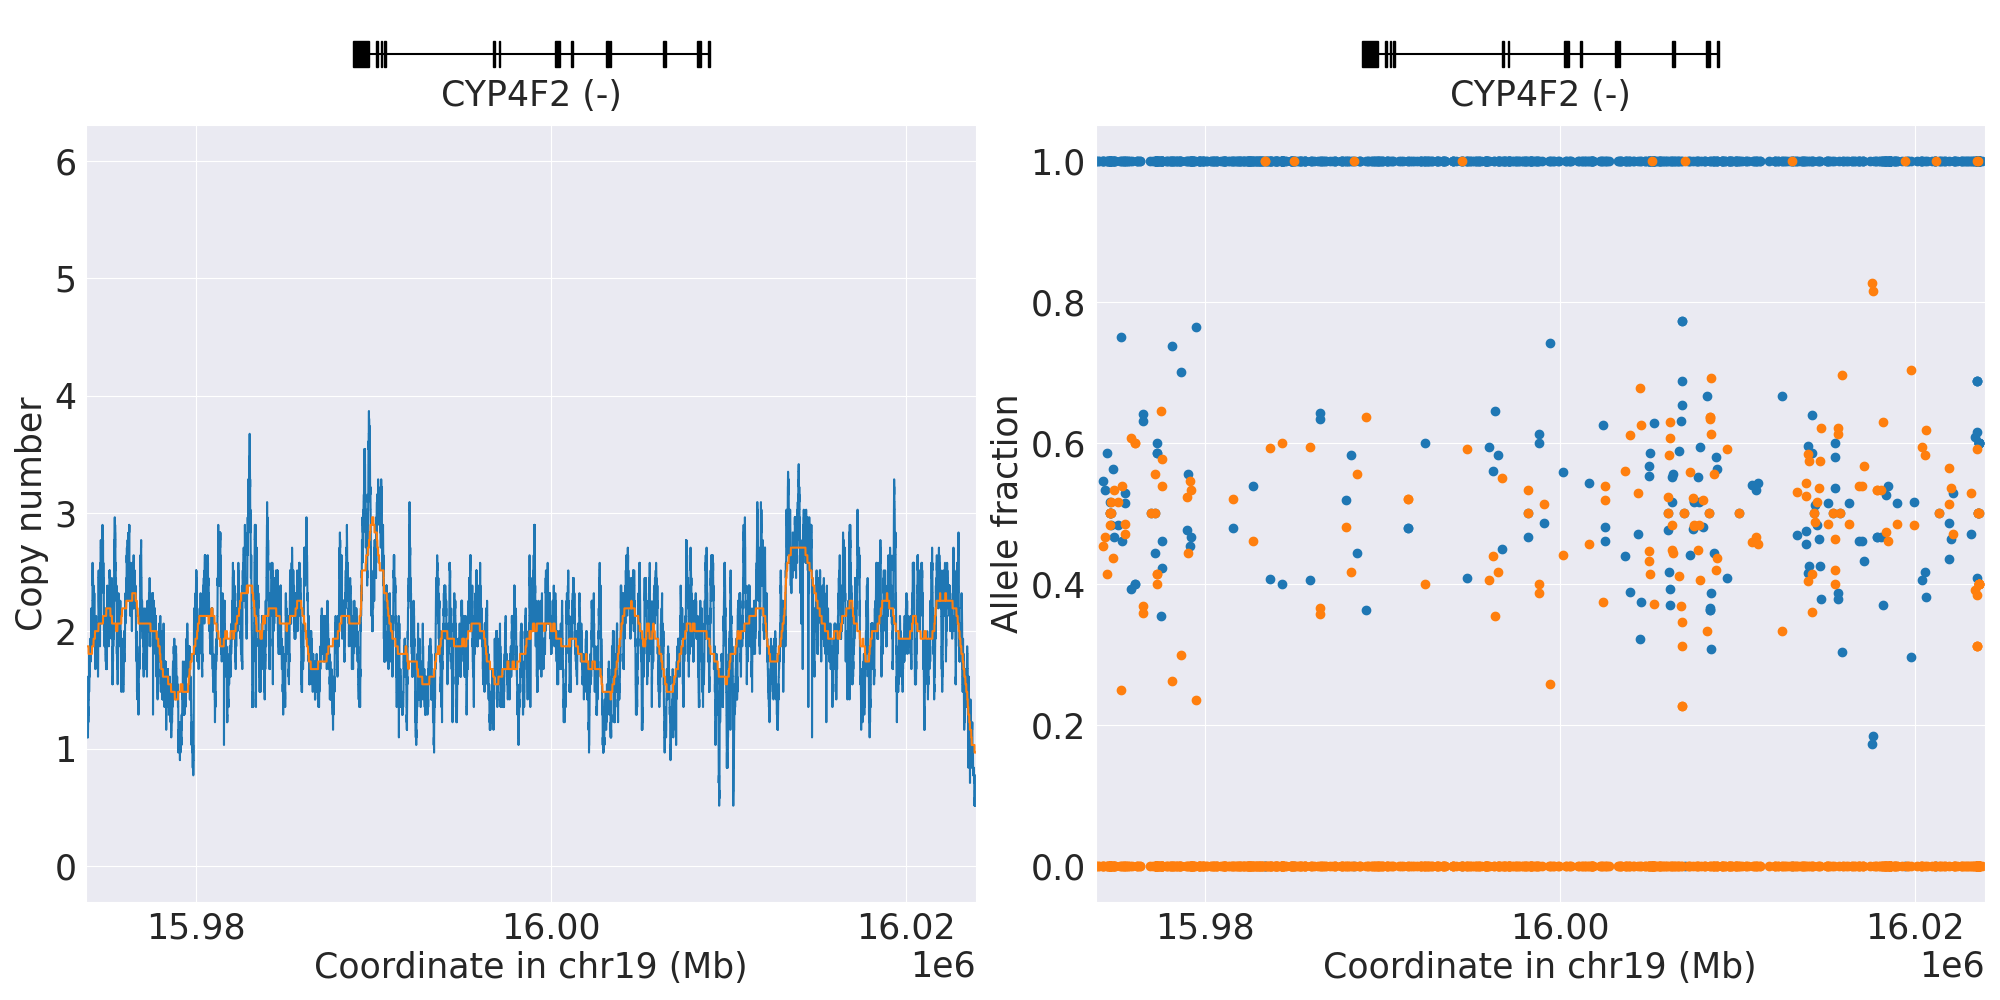 CYP4F2 (-)
6
5
4
3
2
1
0
Copy number
15.98
16.00
16.02
Coordinate in chr19 (Mb)
1e6
CYP4F2 (-)
1.0
0.8
0.6
0.4
0.2
0.0
Allele fraction
15.98
16.00
16.02
Coordinate in chr19 (Mb)
1e6